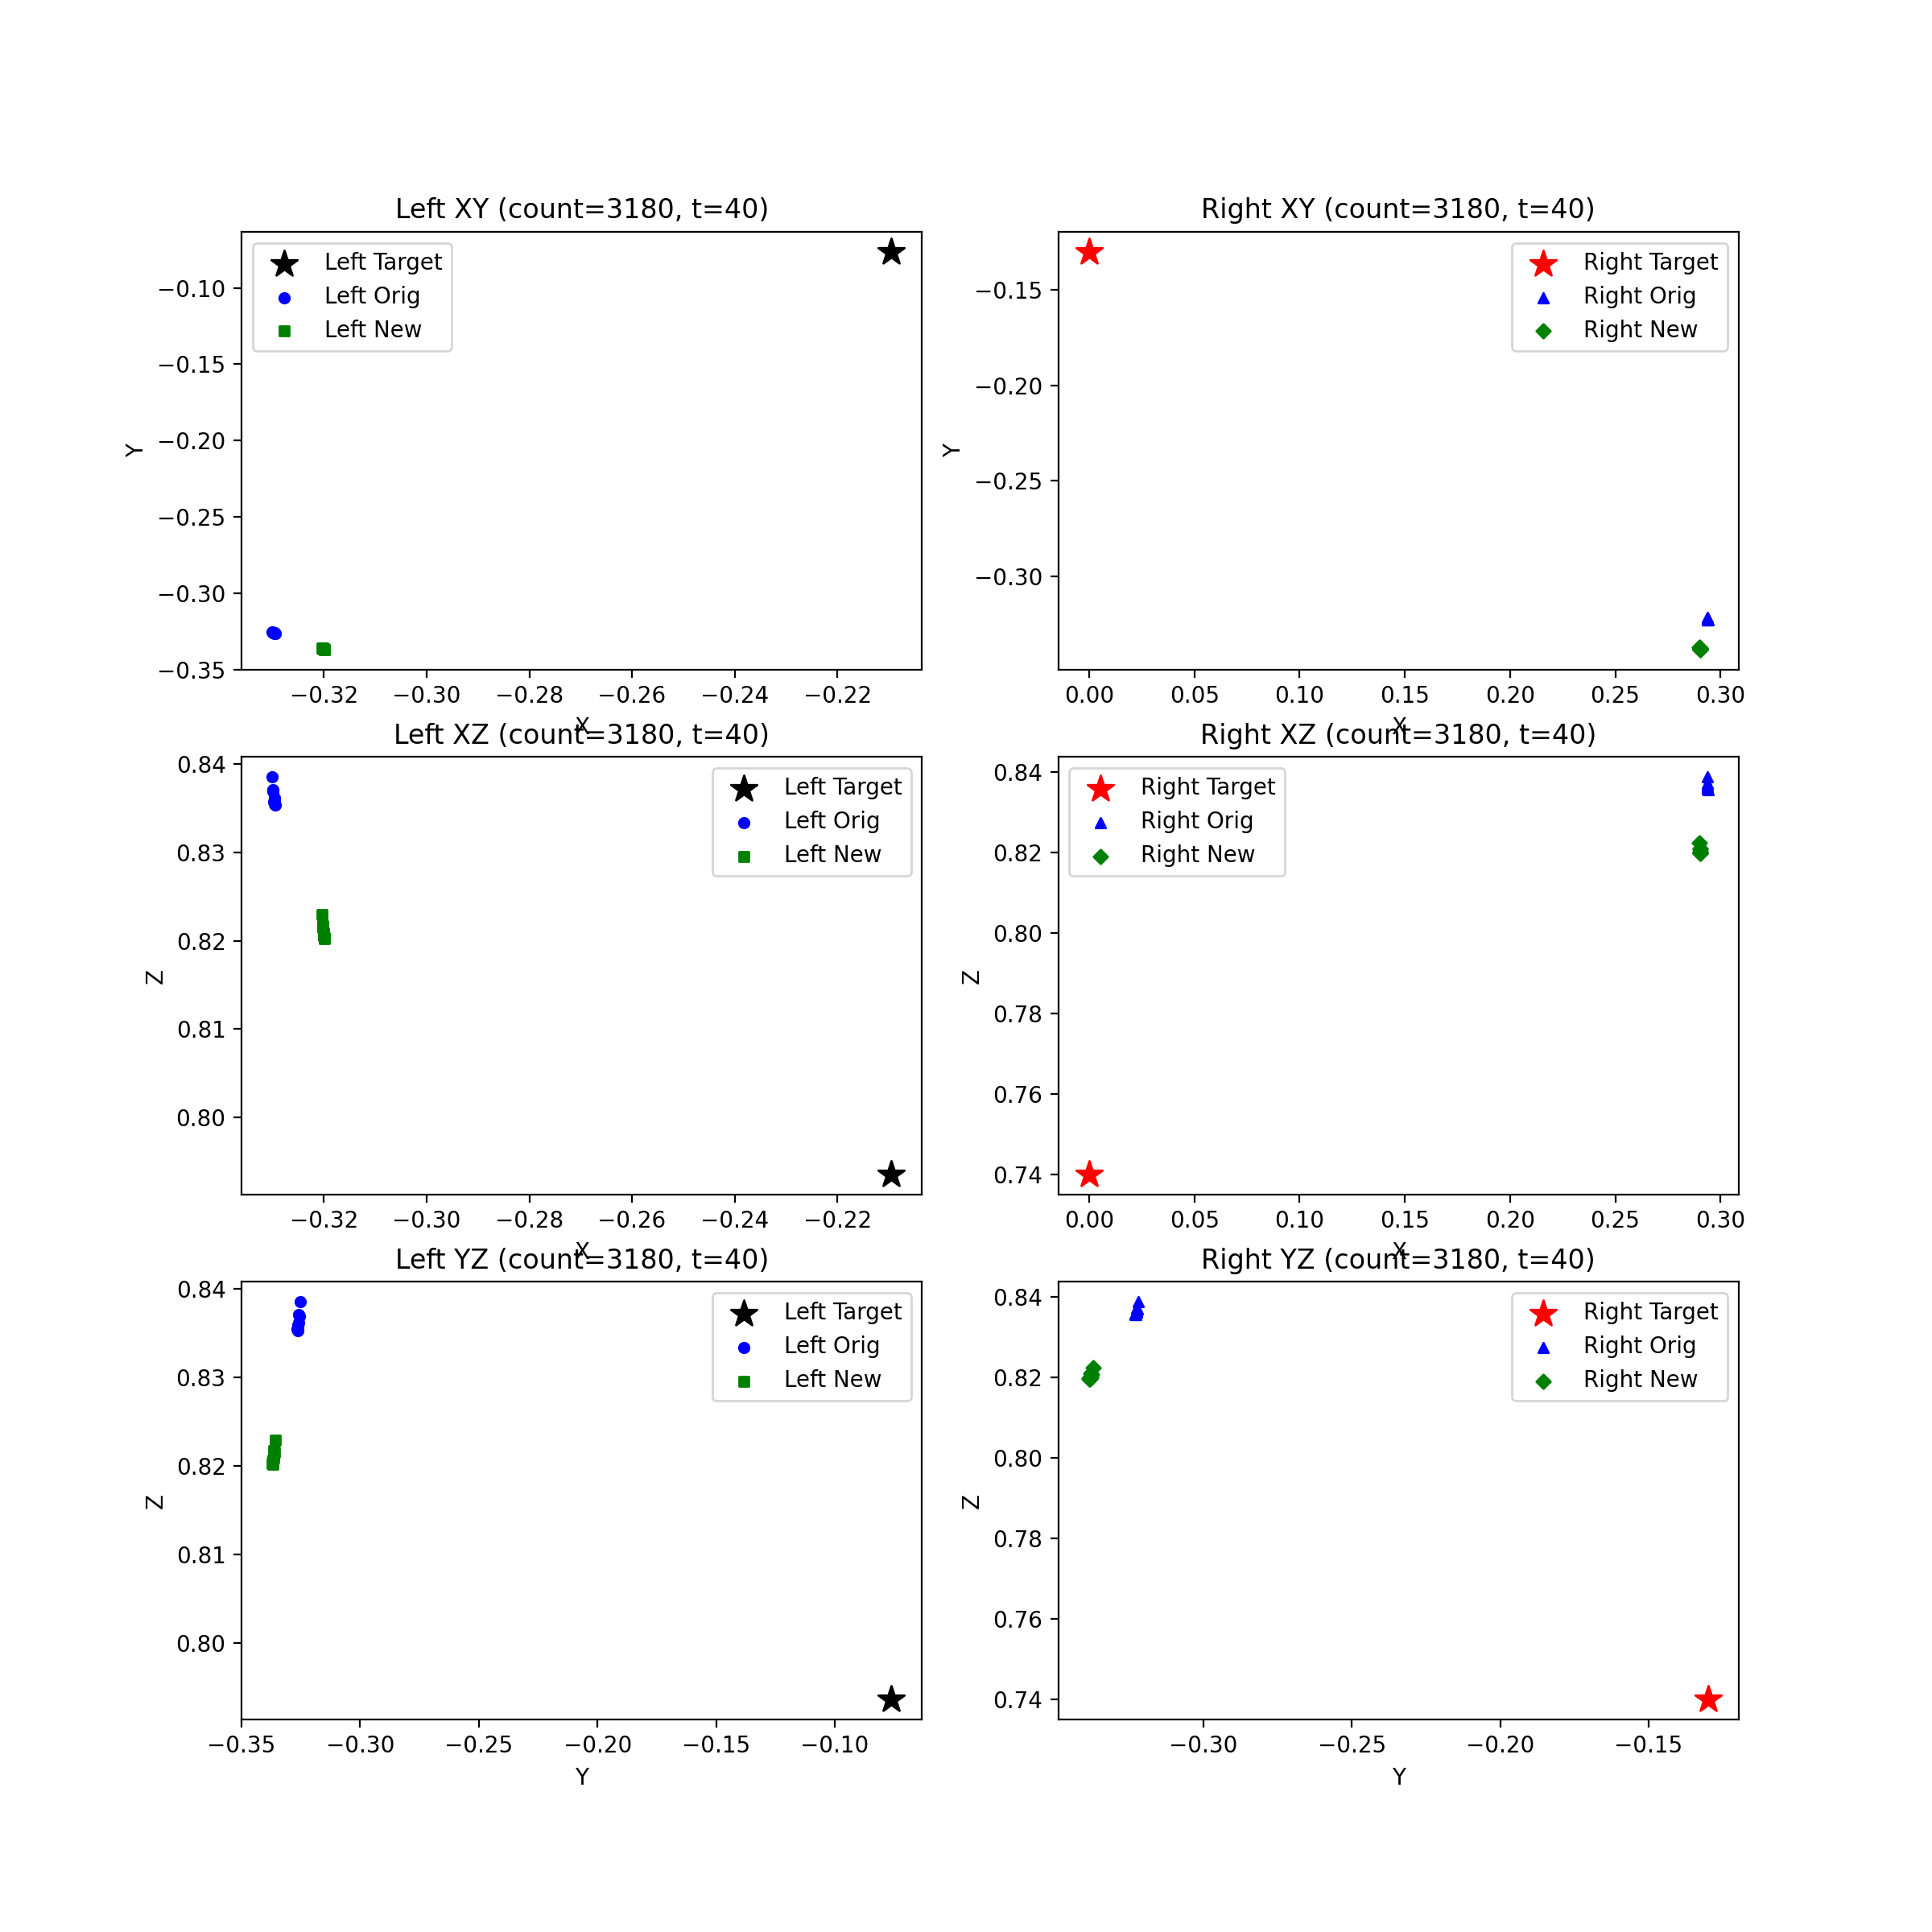 Left XY (count=3180, t=40)
Left Target
Left Orig
Left New
−0.10
−0.15
−0.20
−0.25
−0.30
−0.35
Y
−0.32
−0.30
−0.28
−0.26
−0.24
−0.22
X
Right XY (count=3180, t=40)
Right Target
Right Orig
Right New
−0.15
−0.20
−0.25
−0.30
Y
0.00
0.05
0.10
0.15
0.20
0.25
0.30
X
Left XZ (count=3180, t=40)
Left Target
Left Orig
Left New
0.84
0.83
0.82
0.81
0.80
Z
−0.32
−0.30
−0.28
−0.26
−0.24
−0.22
X
Right XZ (count=3180, t=40)
Right Target
Right Orig
Right New
0.84
0.82
0.80
0.78
0.76
0.74
Z
0.00
0.05
0.10
0.15
0.20
0.25
0.30
X
Left YZ (count=3180, t=40)
Left Target
Left Orig
Left New
0.84
0.83
0.82
0.81
0.80
Z
−0.35
−0.30
−0.25
−0.20
−0.15
−0.10
Y
Right YZ (count=3180, t=40)
Right Target
Right Orig
Right New
0.84
0.82
0.80
0.78
0.76
0.74
Z
−0.30
−0.25
−0.20
−0.15
Y